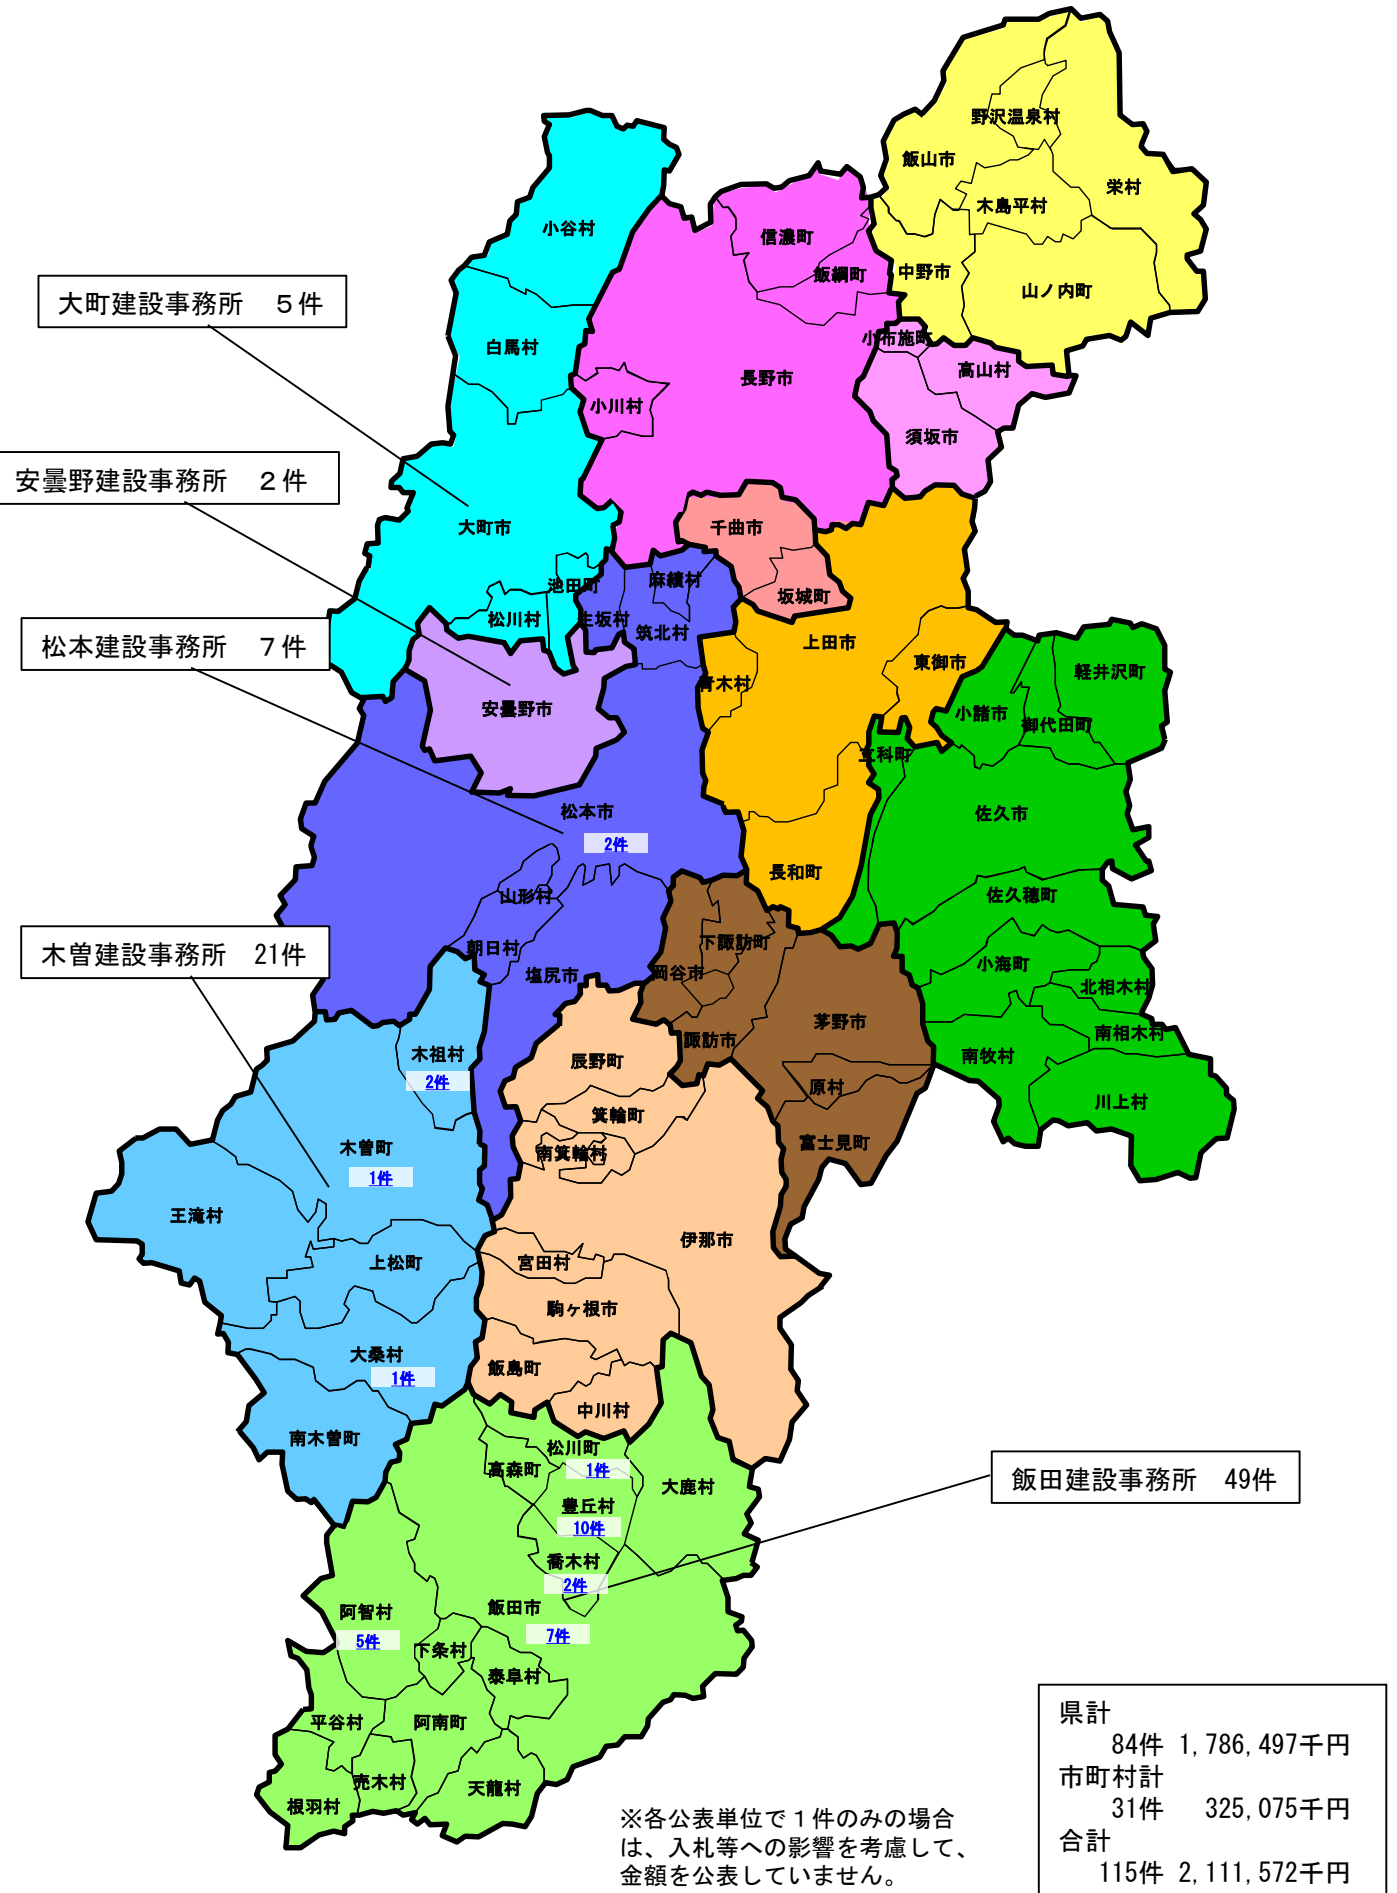 野沢温泉村
飯山市
栄村
木島平村
小谷村
信濃町
飯綱町
中野市
山ノ内町
大町建設事務所　５件
白馬村
小布施町
高山村
長野市
小川村
須坂市
安曇野建設事務所　２件
大町市
千曲市
池田町
麻績村
坂城町
松川村
生坂村
筑北村
松本建設事務所　７件
上田市
東御市
軽井沢町
青木村
安曇野市
小諸市
御代田町
立科町
松本市
2件
佐久市
長和町
山形村
佐久穂町
木曽建設事務所　21件
朝日村
塩尻市
下諏訪町
岡谷市
小海町
北相木村
茅野市
南相木村
諏訪市
木祖村
2件
辰野町
南牧村
原村
川上村
箕輪町
富士見町
木曽町
1件
南箕輪村
王滝村
伊那市
上松町
宮田村
駒ヶ根市
大桑村
1件
飯島町
中川村
南木曽町
松川町
1件
高森町
大鹿村
飯田建設事務所　49件
豊丘村
10件
喬木村
2件
飯田市
7件
阿智村
5件
下条村
泰阜村
平谷村
阿南町
売木村
天龍村
根羽村
県計
84件 1,786,497千円
市町村計
31件 325,075千円
合計
115件 2,111,572千円
※各公表単位で１件のみの場合
は、入札等への影響を考慮して、
金額を公表していません。